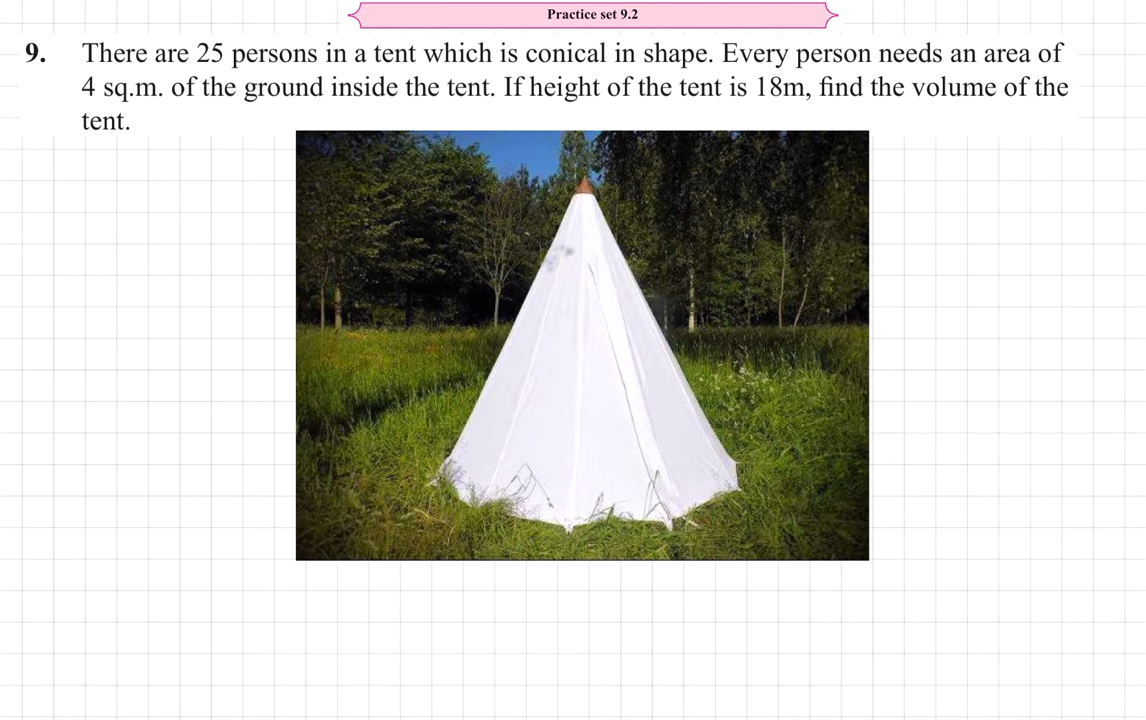 Practice set 9.2
9. There are 25 persons in a tent which is conical in shape. Every person needs an area of
4 sq.m. of the ground inside the tent. If height of the tent is 18m, find the volume of the
tent.